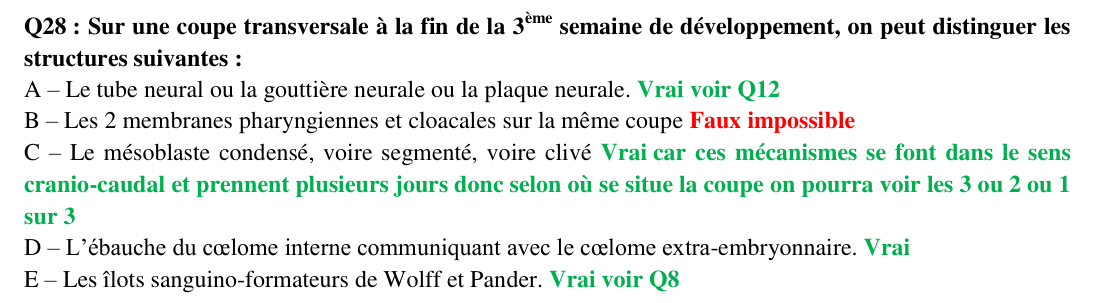 Q28 : Sur une coupe transversale à la fin de la 3ème semaine de développement, on peut distinguer les
structures suivantes :
A – Le tube neural ou la gouttière neurale ou la plaque neurale. Vrai voir Q12
B – Les 2 membranes pharyngiennes et cloacales sur la même coupe Faux impossible
C – Le mésoblaste condensé, voire segmenté, voire clivé Vrai car ces mécanismes se font dans le sens
cranio-caudal et prennent plusieurs jours donc selon où se situe la coupe on pourra voir les 3 ou 2 ou 1
sur 3
D – L’ébauche du cœlome interne communiquant avec le cœlome extra-embryonnaire. Vrai
E – Les îlots sanguino-formateurs de Wolff et Pander. Vrai voir Q8